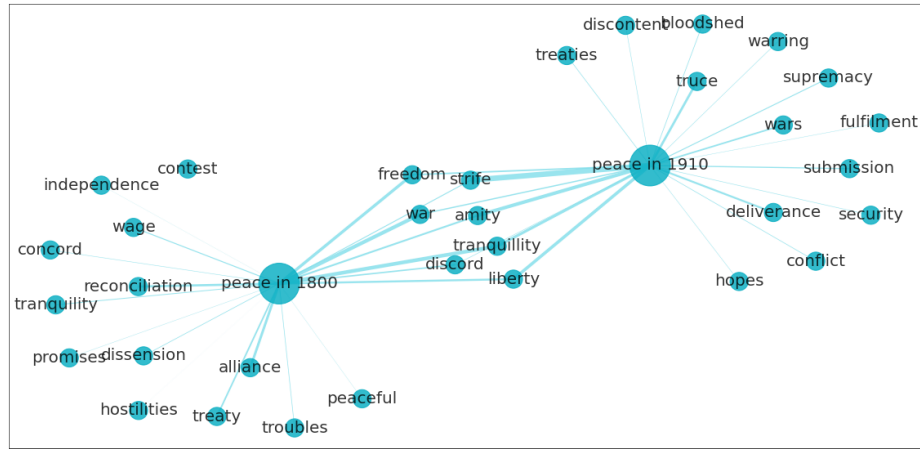 discontent
bloodshed
treaties
warring
truce
supremacy
wars
fulfilment
peace in 1910
contest
freedom
strife
submission
independence
war
amity
deliverance
security
wage
concord
tranquillity
discord
conflict
reconciliation
peace in 1800
liberty
hopes
tranquility
promises
dissension
alliance
peaceful
hostilities
treaty
troubles